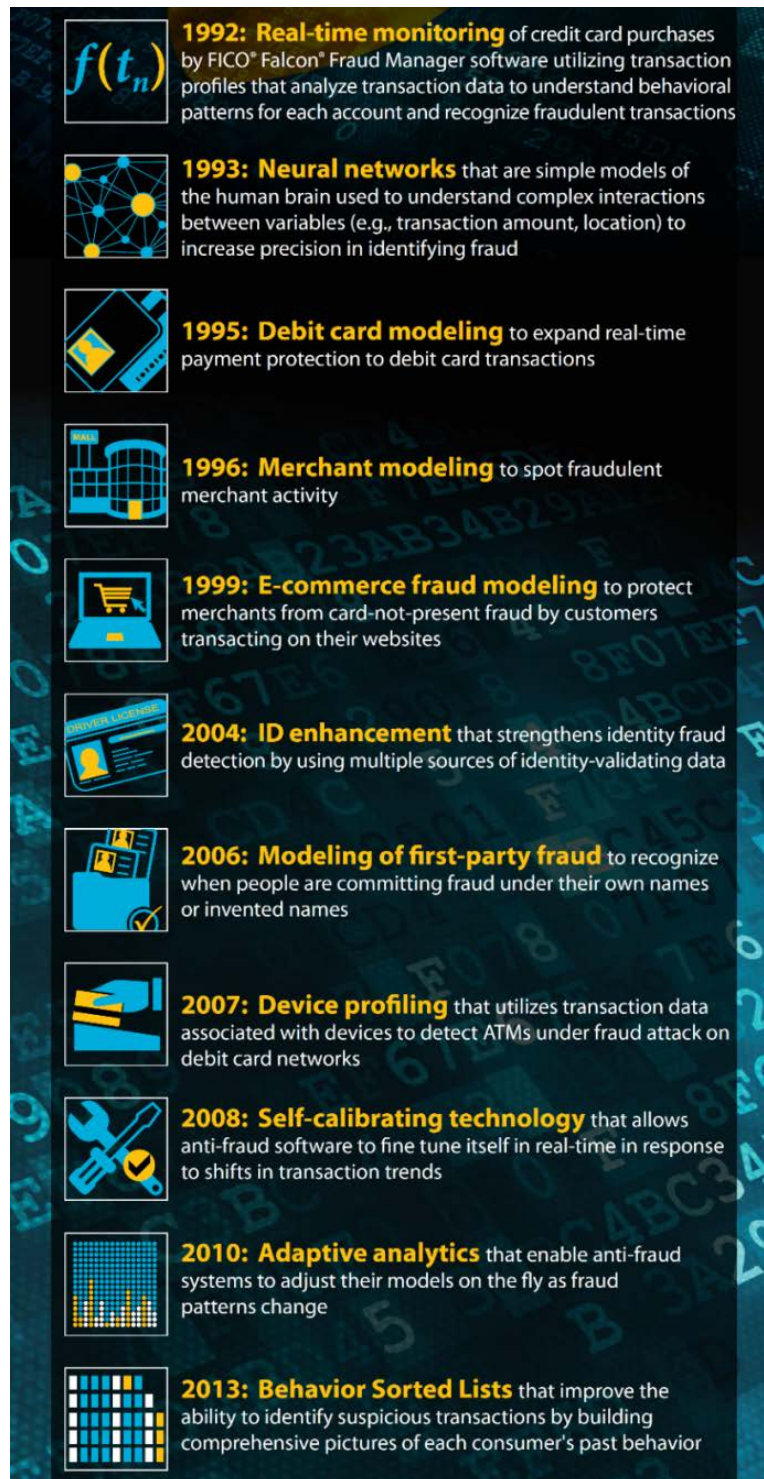 f(tn)
1992: Real-time monitoring of credit card purchases
by FICO® Falcon® Fraud Manager software utilizing transaction
profiles that analyze transaction data to understand behavioral
patterns for each account and recognize fraudulent transactions
1993: Neural networks that are simple models of
the human brain used to understand complex interactions
between variables (e.g., transaction amount, location) to
increase precision in identifying fraud
1995: Debit card modeling to expand real-time
payment protection to debit card transactions
MALL
1996: Merchant modeling to spot fraudulent
merchant activity
1999: E-commerce fraud modeling to protect
merchants from card-not-present fraud by customers
transacting on their websites
DRIVER LICENSE
2004: ID enhancement that strengthens identity fraud
detection by using multiple sources of identity-validating data
2006: Modeling of first-party fraud to recognize
when people are committing fraud under their own names
or invented names
2007: Device profiling that utilizes transaction data
associated with devices to detect ATMs under fraud attack on
debit card networks
2008: Self-calibrating technology that allows
anti-fraud software to fine tune itself in real-time in response
to shifts in transaction trends
2010: Adaptive analytics that enable anti-fraud
systems to adjust their models on the fly as fraud
patterns change
2013: Behavior Sorted Lists that improve the
ability to identify suspicious transactions by building
comprehensive pictures of each consumer's past behavior